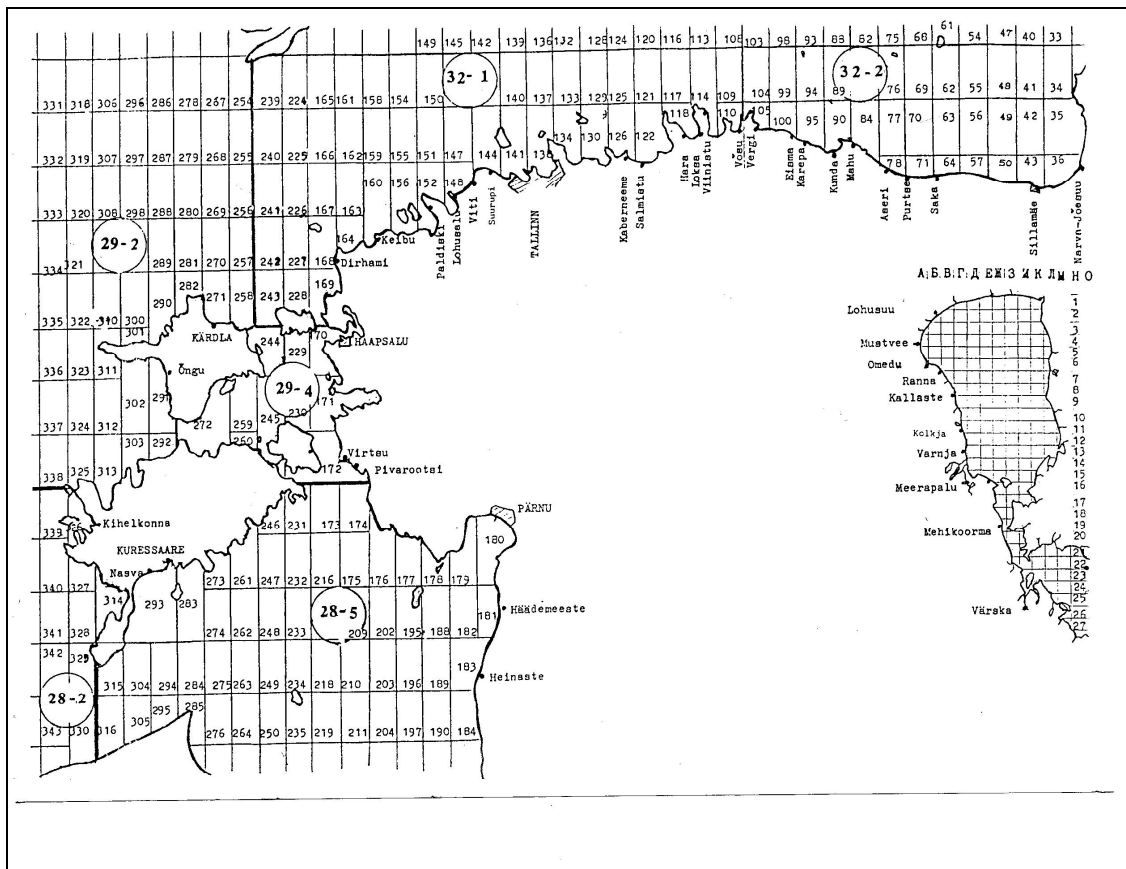 61
149 145 142 139 136 132 128 124 120 116 113 108 103 98 93 88 82 75 68 54 47 40 33
32-1 32-2
331 318 306 296 286 278 267 254 239 224 165 161 158 154 150 140 137 133 129 125 121 117 114 109 104 99 94 89 76 69 62 55 48 41 34
118 110 105 100 95 90 84 77 70 63 56 49 42 35
134 130 126 122
332 319 307 297 287 279 268 255 240 225 166 162 159 155 151 147 144 141 138 78 71 64 57 50 43 36
160 156 152 148
Hara
Loksa
Viinistu
Võsu
Vergi
Eisma
Karepa
Kunda
Mahu
Aseri
Purtse
Saka
Sillamäe
Narva-Jõesuu
Kaberneeme
Salmistu
TALLINN
Suurupi
Viti
Lohusalu
Paldiski
333 320 308 298 288 280 269 256 241 226 167 163
29-2
164 Keibu
334 321 289 281 270 257 242 227 168 Dirhami
282 169
290 271 258 243 228
335 322 310 300
301 KÄRDLA 244 170 HAAPSALU
229
336 323 311 Õngu
29-4
302 291 245 230 171
337 324 312 272 259
303 292 260 Virtsu
338 325 313 172 Pivarootsi
PÄRNU
339 Kihelkonna 246 231 173 174 180
KURESSAARE
Nasva 273 261 247 232 216 175 176 177 178 179
340 327 314 293 283
28-5 181 Häädemeeste
341 328 274 262 248 233 209 202 195 188 182
342 329 183 Heinaste
28-2 315 304 294 284 275 263 249 234 218 210 203 196 189
305 295 285
343 330 316 276 264 250 235 219 211 204 197 190 184
А Б В Г Д Е Ж З И К Л М Н О
1
Lohusuu 2
3
Mustvee 4
5
Omedu 6
Ranna 7
8
Kallaste 9
10
Kolkja 11
12
Varnja 13
14
15
Meerapalu 16
17
18
Mehikoorma 19
20
21
22
23
24
25
Värska 26
27